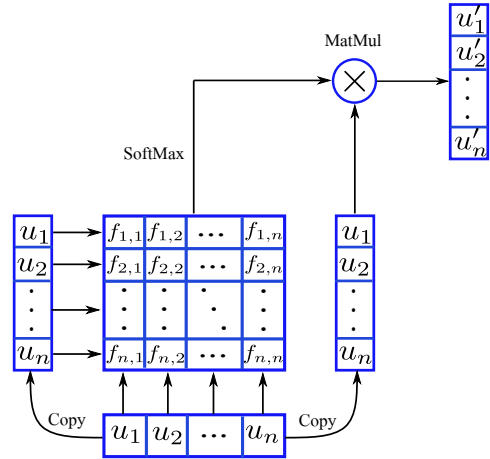 u′₁
MatMul
u′₂
⋮
u′ₙ
SoftMax
u₁ f₁,₁ f₁,₂ ... f₁,ₙ u₁
u₂ f₂,₁ f₂,₂ ... f₂,ₙ u₂
⋮ ⋮ ⋮ ⋱ ⋮ ⋮
uₙ fₙ,₁ fₙ,₂ ... fₙ,ₙ uₙ
Copy Copy
u₁ u₂ ... uₙ